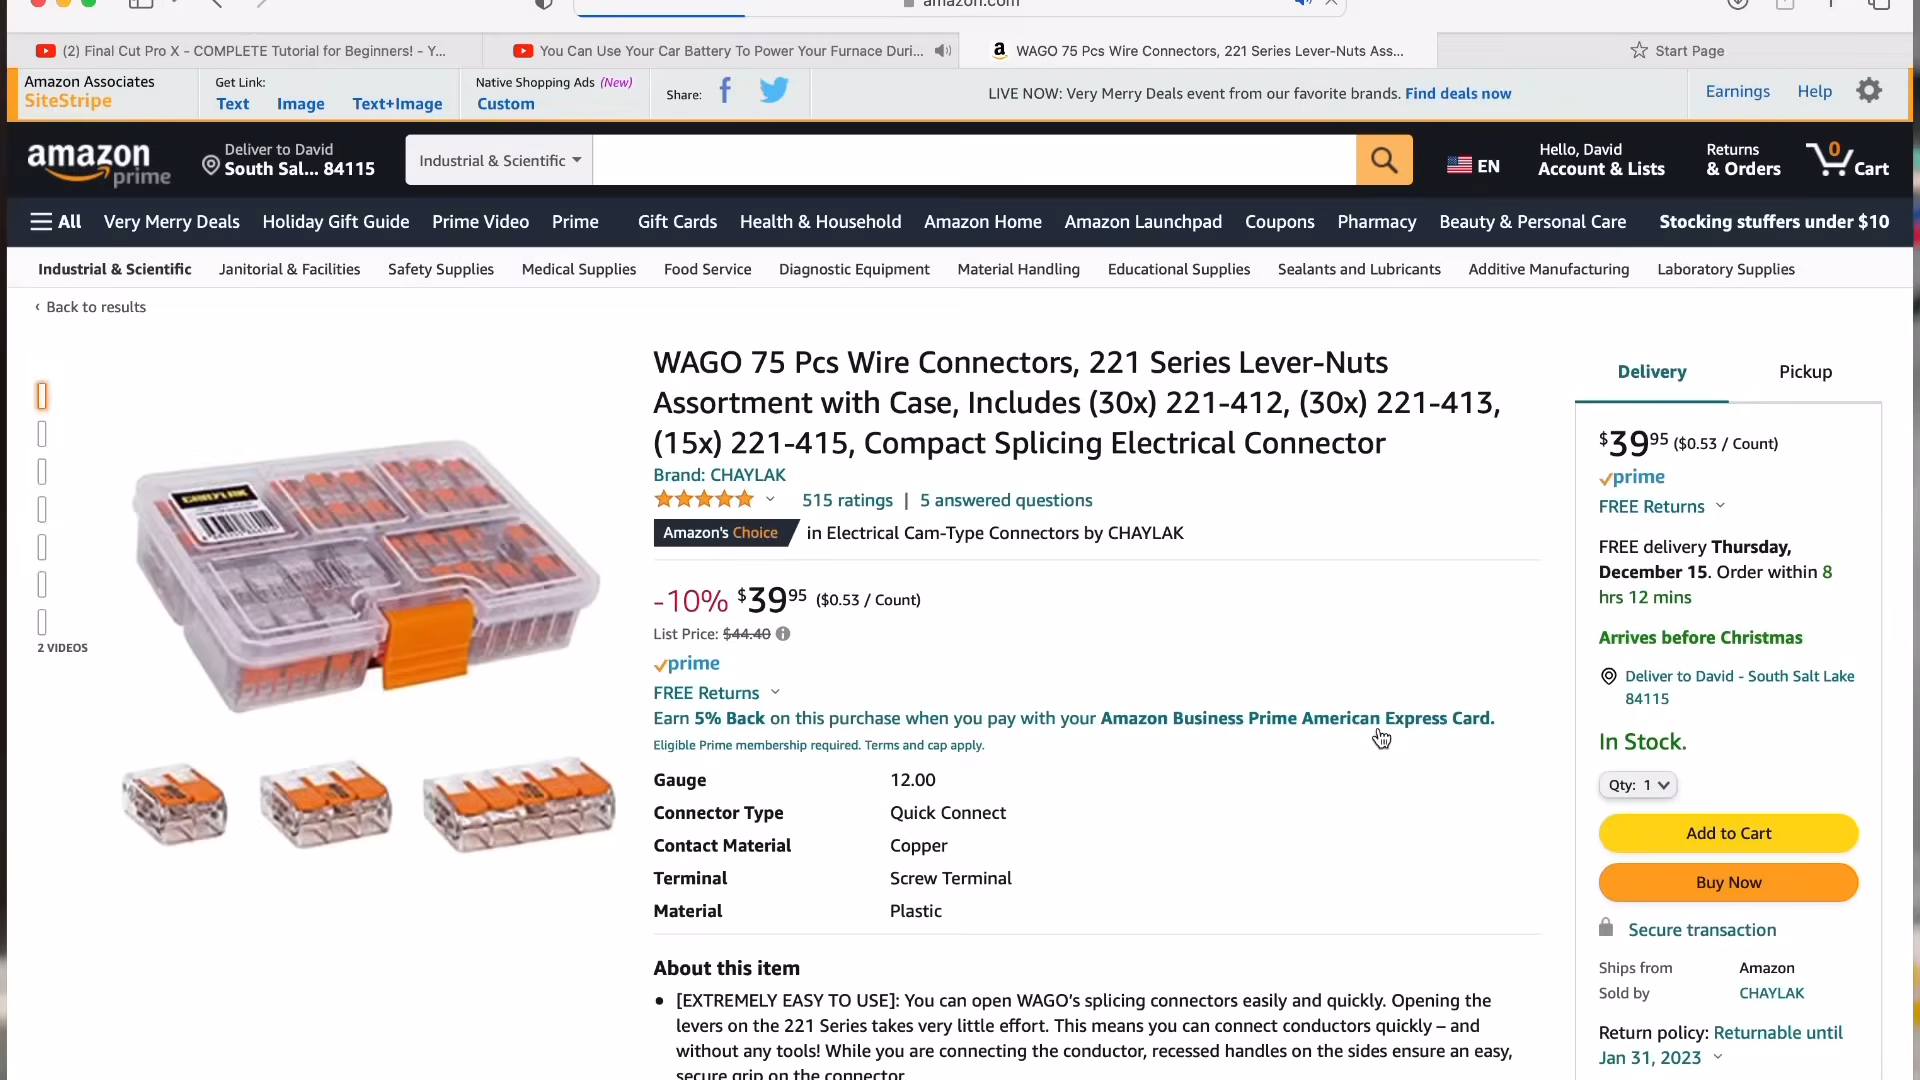 amazon.com
(2) Final Cut Pro X - COMPLETE Tutorial for Beginners! - Y...
You Can Use Your Car Battery To Power Your Furnace Duri...
a WAGO 75 Pcs Wire Connectors, 221 Series Lever-Nuts Ass...
Start Page
Amazon Associates
SiteStripe
Get Link:
Text Image Text+Image
Native Shopping Ads (New)
Custom
Share:
LIVE NOW: Very Merry Deals event from our favorite brands. Find deals now
Earnings Help
amazon prime
Deliver to David
South Sal... 84115
Industrial & Scientific
EN
Hello, David
Account & Lists
Returns
& Orders
0
Cart
All Very Merry Deals Holiday Gift Guide Prime Video Prime Gift Cards Health & Household Amazon Home Amazon Launchpad Coupons Pharmacy Beauty & Personal Care Stocking stuffers under $10
Industrial & Scientific Janitorial & Facilities Safety Supplies Medical Supplies Food Service Diagnostic Equipment Material Handling Educational Supplies Sealants and Lubricants Additive Manufacturing Laboratory Supplies
‹ Back to results
2 VIDEOS
CHAYLAK
WAGO 75 Pcs Wire Connectors, 221 Series Lever-Nuts
Assortment with Case, Includes (30x) 221-412, (30x) 221-413,
(15x) 221-415, Compact Splicing Electrical Connector
Brand: CHAYLAK
515 ratings | 5 answered questions
Amazon's Choice in Electrical Cam-Type Connectors by CHAYLAK
-10% $39 95 ($0.53 / Count)
List Price: $44.40
prime
FREE Returns
Earn 5% Back on this purchase when you pay with your Amazon Business Prime American Express Card.
Eligible Prime membership required. Terms and cap apply.
Gauge 12.00
Connector Type Quick Connect
Contact Material Copper
Terminal Screw Terminal
Material Plastic
About this item
• [EXTREMELY EASY TO USE]: You can open WAGO’s splicing connectors easily and quickly. Opening the
levers on the 221 Series takes very little effort. This means you can connect conductors quickly – and
without any tools! While you are connecting the conductor, recessed handles on the sides ensure an easy,
secure grip on the connector.
Delivery Pickup
$39 95 ($0.53 / Count)
prime
FREE Returns
FREE delivery Thursday,
December 15. Order within 8
hrs 12 mins
Arrives before Christmas
Deliver to David - South Salt Lake
84115
In Stock.
Qty: 1
Add to Cart
Buy Now
Secure transaction
Ships from Amazon
Sold by CHAYLAK
Return policy: Returnable until
Jan 31, 2023